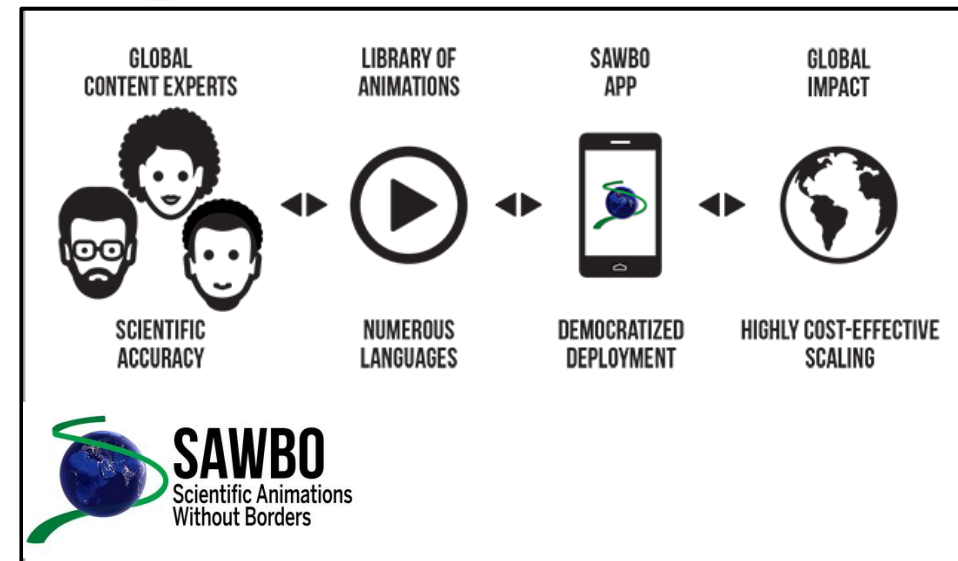 GLOBAL
CONTENT EXPERTS
LIBRARY OF
ANIMATIONS
SAWBO
APP
GLOBAL
IMPACT
SCIENTIFIC
ACCURACY
NUMEROUS
LANGUAGES
DEMOCRATIZED
DEPLOYMENT
HIGHLY COST-EFFECTIVE
SCALING
SAWBO
Scientific Animations
Without Borders